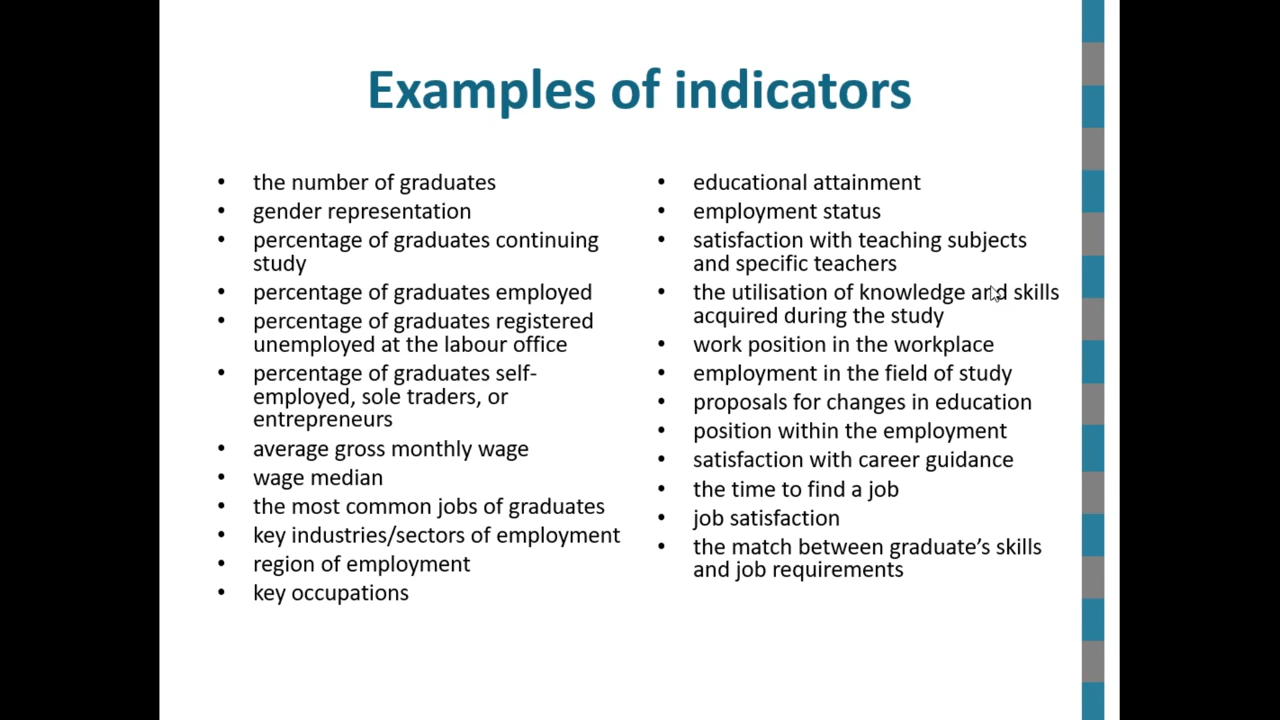 Examples of indicators
• the number of graduates
• gender representation
• percentage of graduates continuing
study
• percentage of graduates employed
• percentage of graduates registered
unemployed at the labour office
• percentage of graduates self-
employed, sole traders, or
entrepreneurs
• average gross monthly wage
• wage median
• the most common jobs of graduates
• key industries/sectors of employment
• region of employment
• key occupations
• educational attainment
• employment status
• satisfaction with teaching subjects
and specific teachers
• the utilisation of knowledge and skills
acquired during the study
• work position in the workplace
• employment in the field of study
• proposals for changes in education
• position within the employment
• satisfaction with career guidance
• the time to find a job
• job satisfaction
• the match between graduate’s skills
and job requirements